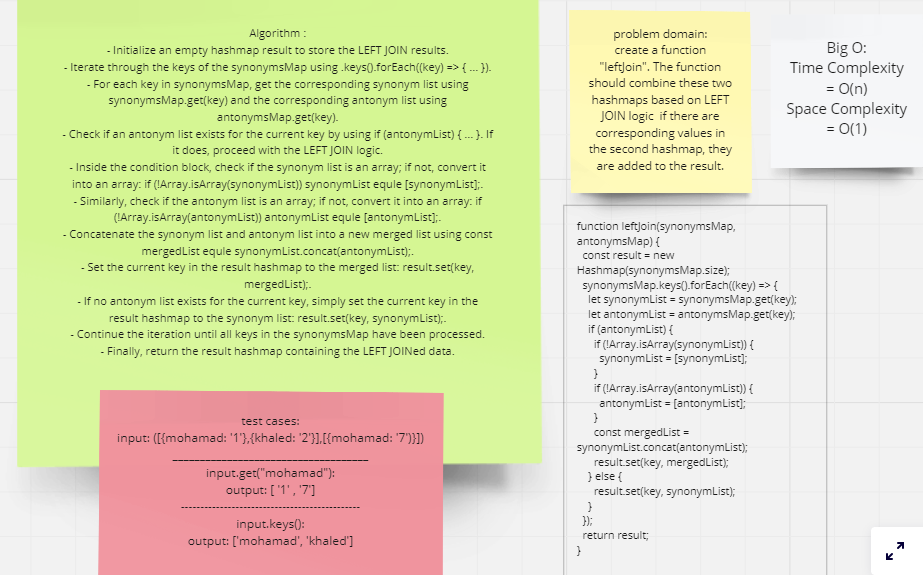 Algorithm :
- Initialize an empty hashmap result to store the LEFT JOIN results.
- Iterate through the keys of the synonymsMap using .keys().forEach((key) => { ... }).
- For each key in synonymsMap, get the corresponding synonym list using
synonymsMap.get(key) and the corresponding antonym list using
antonymsMap.get(key).
- Check if an antonym list exists for the current key by using if (antonymList) { ... }. If
it does, proceed with the LEFT JOIN logic.
- Inside the condition block, check if the synonym list is an array; if not, convert it
into an array: if (!Array.isArray(synonymList)) synonymList equle [synonymList];.
- Similarly, check if the antonym list is an array; if not, convert it into an array: if
(!Array.isArray(antonymList)) antonymList equle [antonymList];.
- Concatenate the synonym list and antonym list into a new merged list using const
mergedList equle synonymList.concat(antonymList);.
- Set the current key in the result hashmap to the merged list: result.set(key,
mergedList);.
- If no antonym list exists for the current key, simply set the current key in the
result hashmap to the synonym list: result.set(key, synonymList);.
- Continue the iteration until all keys in the synonymsMap have been processed.
- Finally, return the result hashmap containing the LEFT JOINed data.
problem domain:
create a function
"leftJoin". The function
should combine these two
hashmaps based on LEFT
JOIN logic if there are
corresponding values in
the second hashmap, they
are added to the result.
Big O:
Time Complexity
= O(n)
Space Complexity
= O(1)
test cases:
input: ([{mohamad: '1'},{khaled: '2'}],[{mohamad: '7')}])
input.get("mohamad"):
output: [ '1' , '7']
input.keys():
output: ['mohamad', 'khaled']
function leftJoin(synonymsMap,
antonymsMap) {
const result = new
Hashmap(synonymsMap.size);
synonymsMap.keys().forEach((key) => {
let synonymList = synonymsMap.get(key);
let antonymList = antonymsMap.get(key);
if (antonymList) {
if (!Array.isArray(synonymList)) {
synonymList = [synonymList];
}
if (!Array.isArray(antonymList)) {
antonymList = [antonymList];
}
const mergedList =
synonymList.concat(antonymList);
result.set(key, mergedList);
} else {
result.set(key, synonymList);
}
});
return result;
}